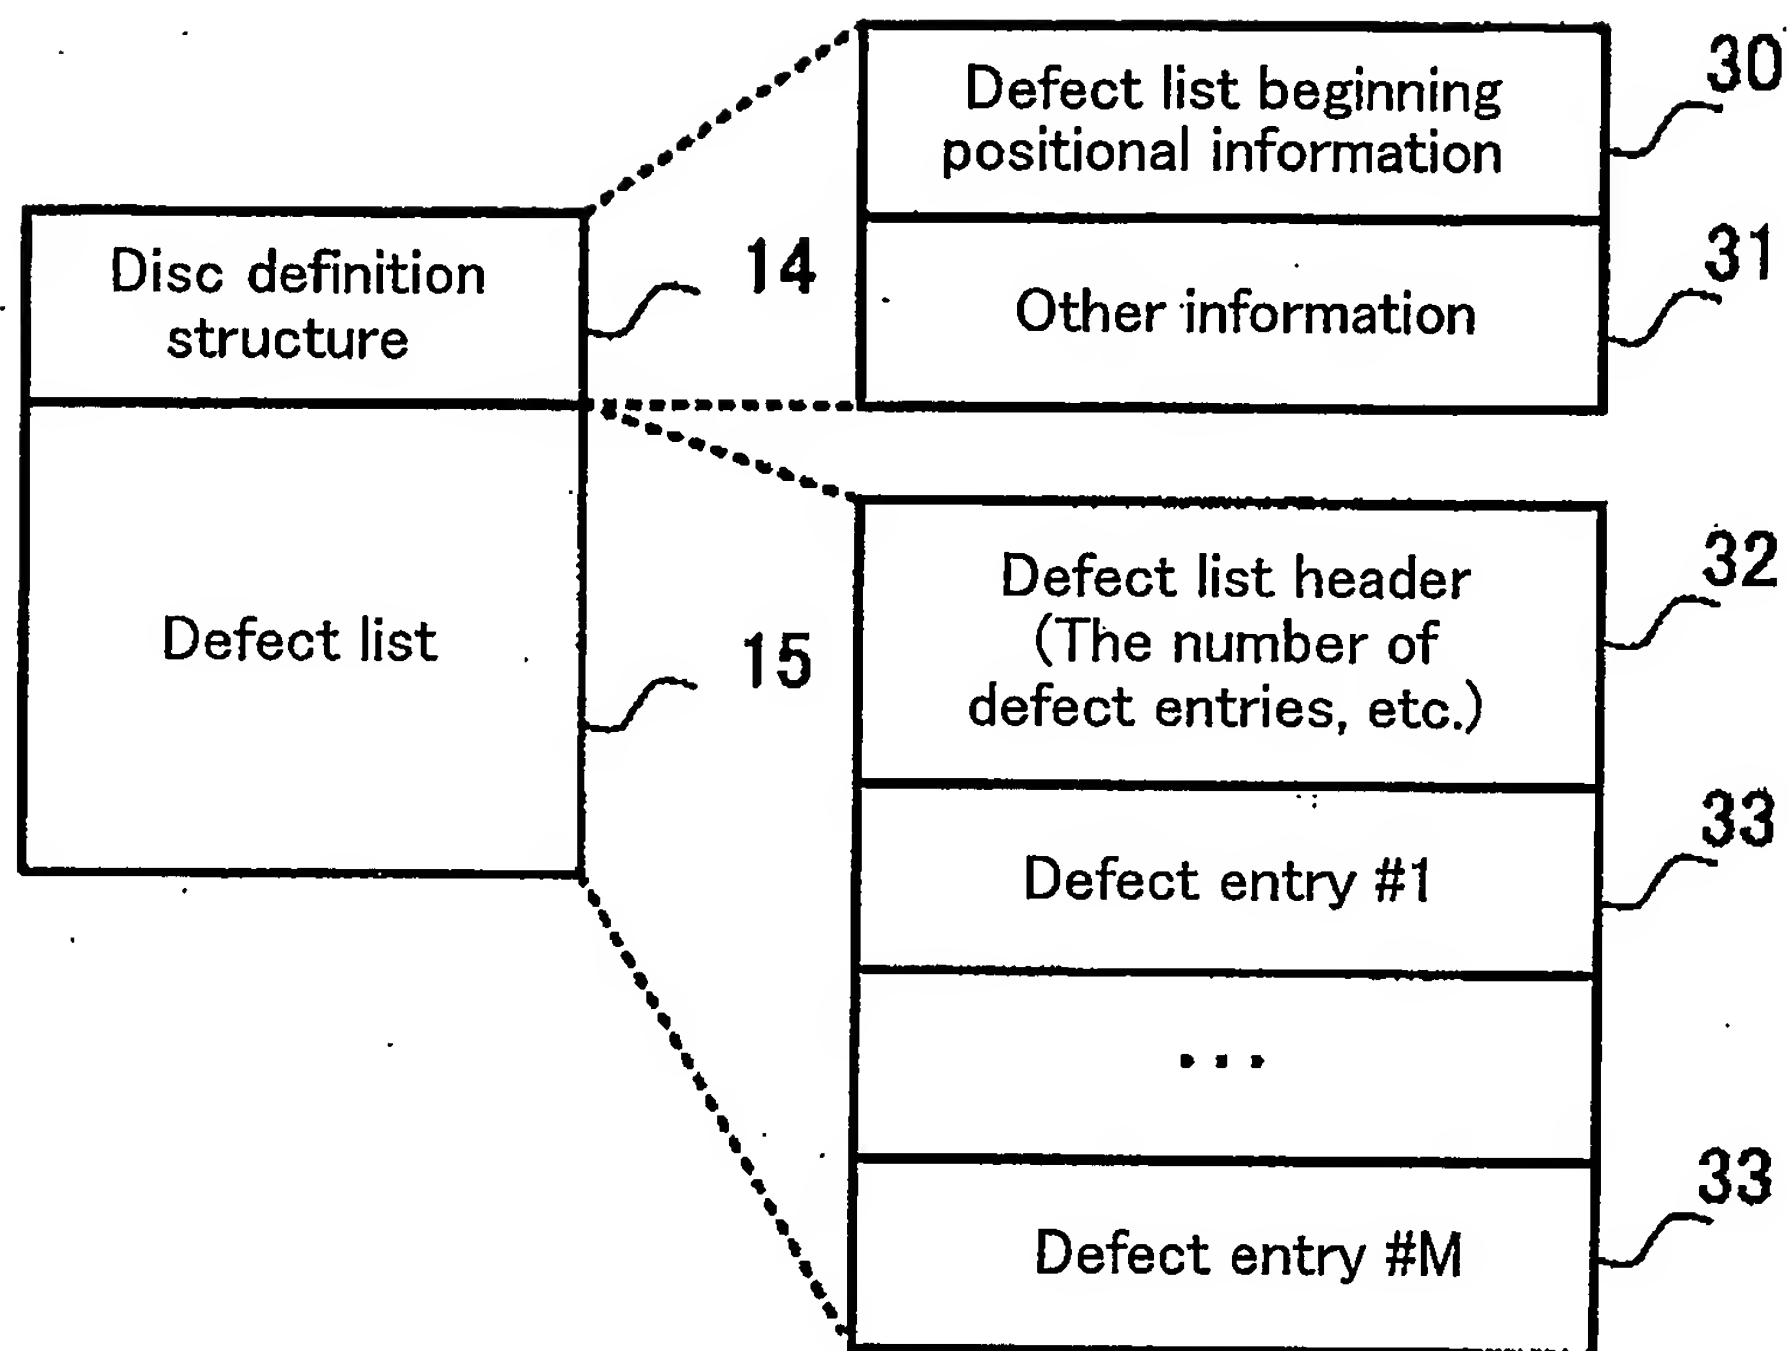 Disc definition
structure
14
Defect list
15
Defect list beginning
positional information
30
Other information
31
Defect list header
(The number of
defect entries, etc.)
32
Defect entry #1
33
...
Defect entry #M
33